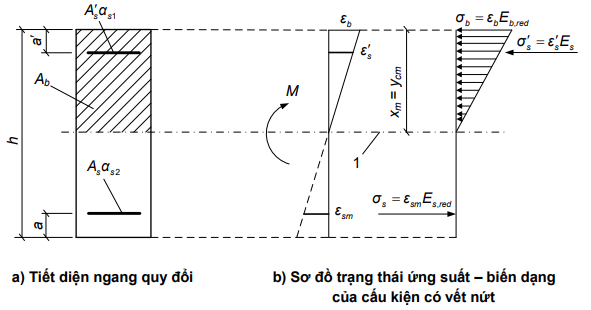 A'sαs1
a'
Ab
h
Asαs2
a
εb
ε's
M
xm = ycm
1
εsm
σb = εbEb,red
σ's = ε'sEs
σs = εsmEs,red
a) Tiết diện ngang quy đổi
b) Sơ đồ trạng thái ứng suất – biến dạng
của cấu kiện có vết nứt